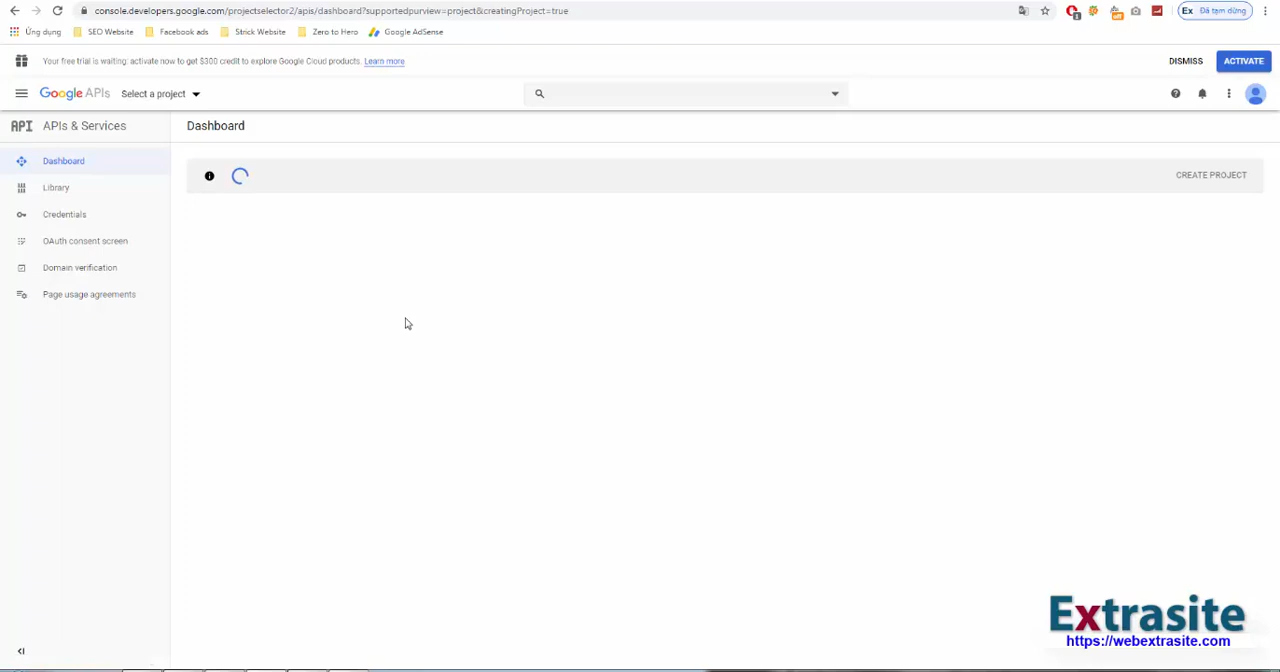 console.developers.google.com/projectselector2/apis/dashboard?supportedpurview=project&creatingProject=true
Ex Đã tạm dừng
Ứng dụng SEO Website Facebook ads Strick Website Zero to Hero Google AdSense
Your free trial is waiting: activate now to get $300 credit to explore Google Cloud products. Learn more DISMISS ACTIVATE
Google APIs Select a project
API APIs & Services Dashboard
Dashboard
CREATE PROJECT
Library
Credentials
OAuth consent screen
Domain verification
Page usage agreements
Extrasite
https://webextrasite.com